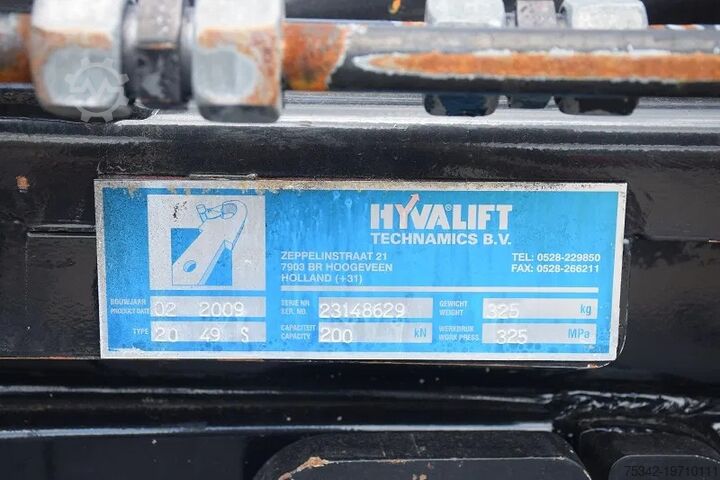 HYVALIFT
TECHNAMICS B.V.
ZEPPELINSTRAAT 21
7903 BR HOOGEVEEN
HOLLAND (+31)
TEL: 0528-229850
FAX: 0528-266211
BOUWJAAR
PRODUCT DATE
02 2009
SERIE NR
SER. NO.
23148629
GEWICHT
WEIGHT
325 kg
TYPE
20 49 S
CAPACITEIT
CAPACITY
200 kN
WERKDRUK
WORK PRESS
325 MPa
75342-19710111